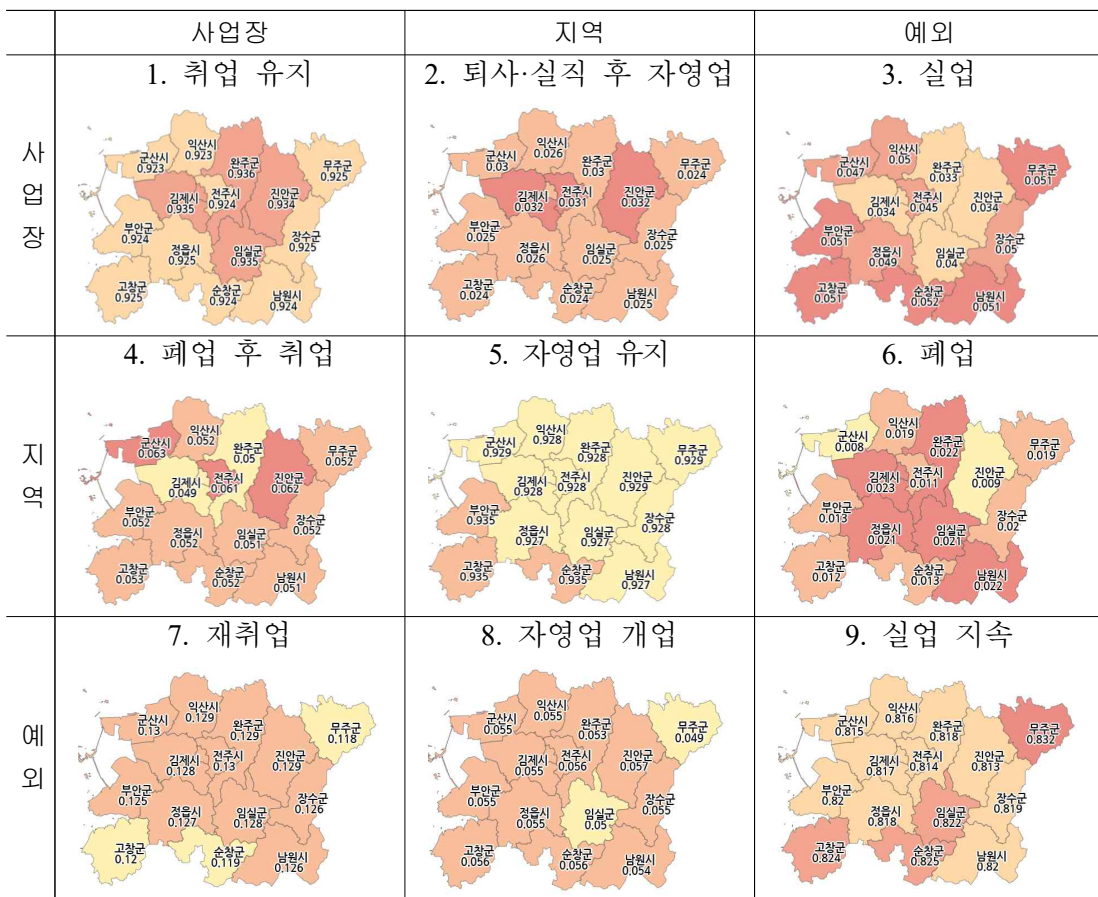 사업장 지역 예외
사업장
1. 취업 유지
군산시 0.923
익산시 0.923
완주군 0.936
무주군 0.925
김제시 0.935
전주시 0.924
진안군 0.934
부안군 0.924
정읍시 0.925
임실군 0.935
장수군 0.925
고창군 0.925
순창군 0.924
남원시 0.924
2. 퇴사·실직 후 자영업
군산시 0.03
익산시 0.026
완주군 0.03
무주군 0.024
김제시 0.032
전주시 0.031
진안군 0.032
부안군 0.025
정읍시 0.026
임실군 0.025
장수군 0.025
고창군 0.024
순창군 0.024
남원시 0.025
3. 실업
군산시 0.047
익산시 0.05
완주군 0.033
무주군 0.051
김제시 0.034
전주시 0.045
진안군 0.034
부안군 0.051
정읍시 0.049
임실군 0.04
장수군 0.05
고창군 0.051
순창군 0.052
남원시 0.051
지역
4. 폐업 후 취업
군산시 0.063
익산시 0.052
완주군 0.05
무주군 0.052
김제시 0.049
전주시 0.061
진안군 0.062
부안군 0.052
정읍시 0.052
임실군 0.051
장수군 0.052
고창군 0.053
순창군 0.052
남원시 0.051
5. 자영업 유지
군산시 0.929
익산시 0.928
완주군 0.928
무주군 0.929
김제시 0.928
전주시 0.928
진안군 0.929
부안군 0.935
정읍시 0.927
임실군 0.927
장수군 0.928
고창군 0.935
순창군 0.935
남원시 0.927
6. 폐업
군산시 0.008
익산시 0.019
완주군 0.022
무주군 0.019
김제시 0.023
전주시 0.011
진안군 0.009
부안군 0.013
정읍시 0.021
임실군 0.021
장수군 0.02
고창군 0.012
순창군 0.013
남원시 0.022
예외
7. 재취업
군산시 0.13
익산시 0.129
완주군 0.129
무주군 0.118
김제시 0.128
전주시 0.13
진안군 0.129
부안군 0.125
정읍시 0.127
임실군 0.128
장수군 0.126
고창군 0.12
순창군 0.119
남원시 0.126
8. 자영업 개업
군산시 0.055
익산시 0.055
완주군 0.053
무주군 0.049
김제시 0.055
전주시 0.056
진안군 0.057
부안군 0.055
정읍시 0.055
임실군 0.05
장수군 0.055
고창군 0.056
순창군 0.056
남원시 0.054
9. 실업 지속
군산시 0.815
익산시 0.816
완주군 0.818
무주군 0.832
김제시 0.817
전주시 0.814
진안군 0.813
부안군 0.82
정읍시 0.818
임실군 0.822
장수군 0.819
고창군 0.824
순창군 0.825
남원시 0.82